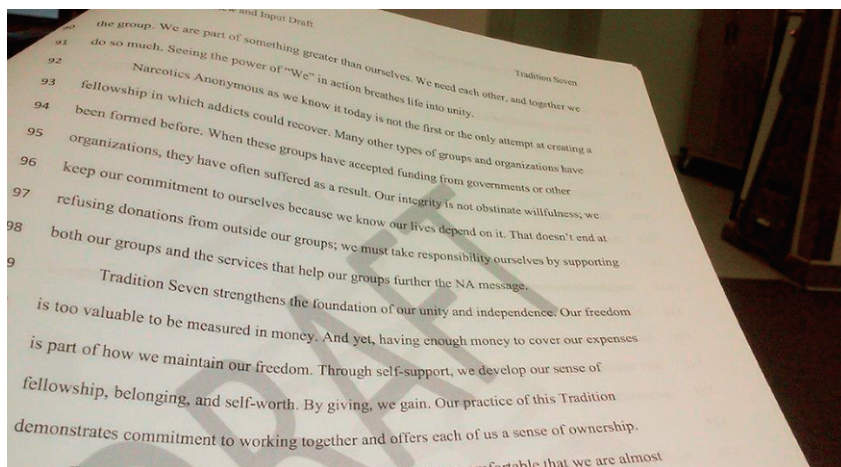 and Input Draft
Tradition Seven
90 the group. We are part of something greater than ourselves. We need each other, and together we
91 do so much. Seeing the power of "We" in action breathes life into unity.
92 Narcotics Anonymous as we know it today is not the first or the only attempt at creating a
93 fellowship in which addicts could recover. Many other types of groups and organizations have
94 been formed before. When these groups have accepted funding from governments or other
95 organizations, they have often suffered as a result. Our integrity is not obstinate willfulness; we
96 keep our commitment to ourselves because we know our lives depend on it. That doesn't end at
97 refusing donations from outside our groups; we must take responsibility ourselves by supporting
98 both our groups and the services that help our groups further the NA message.
9 Tradition Seven strengthens the foundation of our unity and independence. Our freedom
is too valuable to be measured in money. And yet, having enough money to cover our expenses
is part of how we maintain our freedom. Through self-support, we develop our sense of
fellowship, belonging, and self-worth. By giving, we gain. Our practice of this Tradition
demonstrates commitment to working together and offers each of us a sense of ownership.
that we are almost
DRAFT